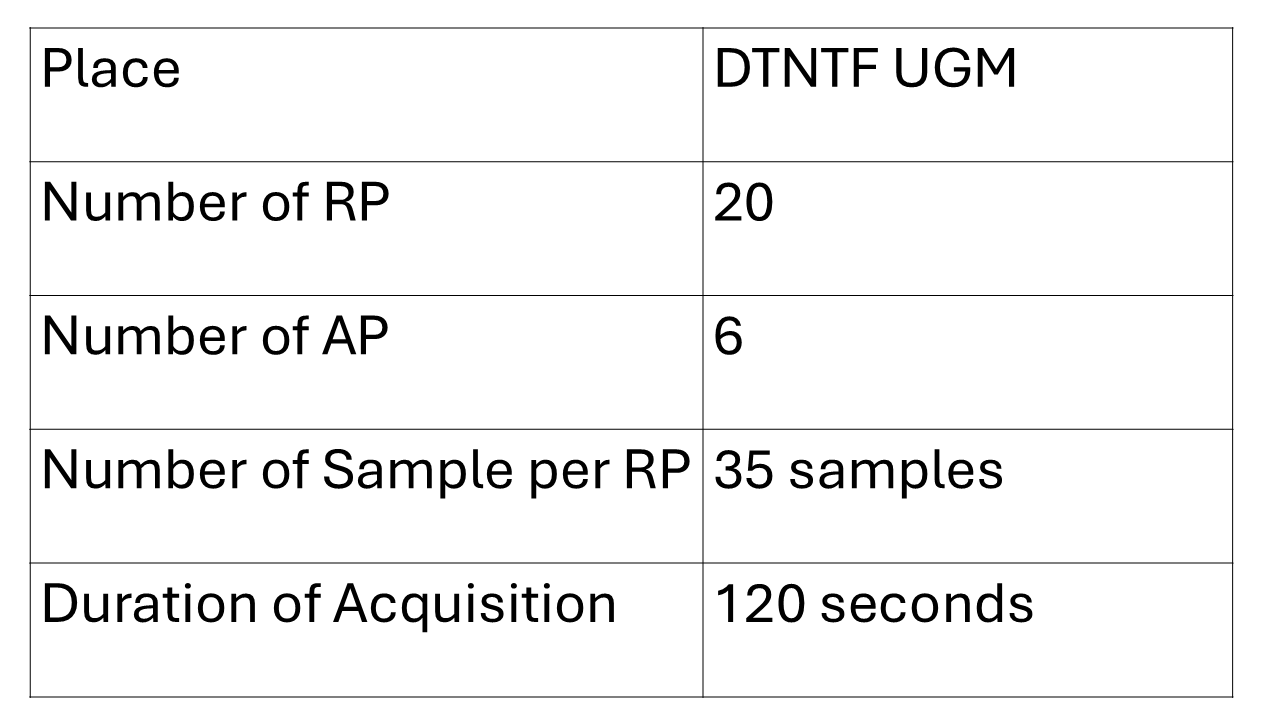 Place DTNTF UGM
Number of RP 20
Number of AP 6
Number of Sample per RP 35 samples
Duration of Acquisition 120 seconds